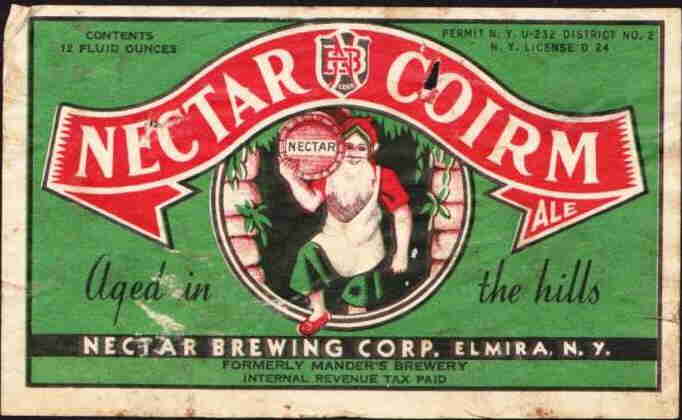 CONTENTS
12 FLUID OUNCES
PERMIT N. Y. U-232 DISTRICT NO. 2
N. Y. LICENSE D 24
NECTAR COIRM
ALE
NECTAR
Aged in the hills
NECTAR BREWING CORP. ELMIRA, N. Y.
FORMERLY MANDER'S BREWERY
INTERNAL REVENUE TAX PAID